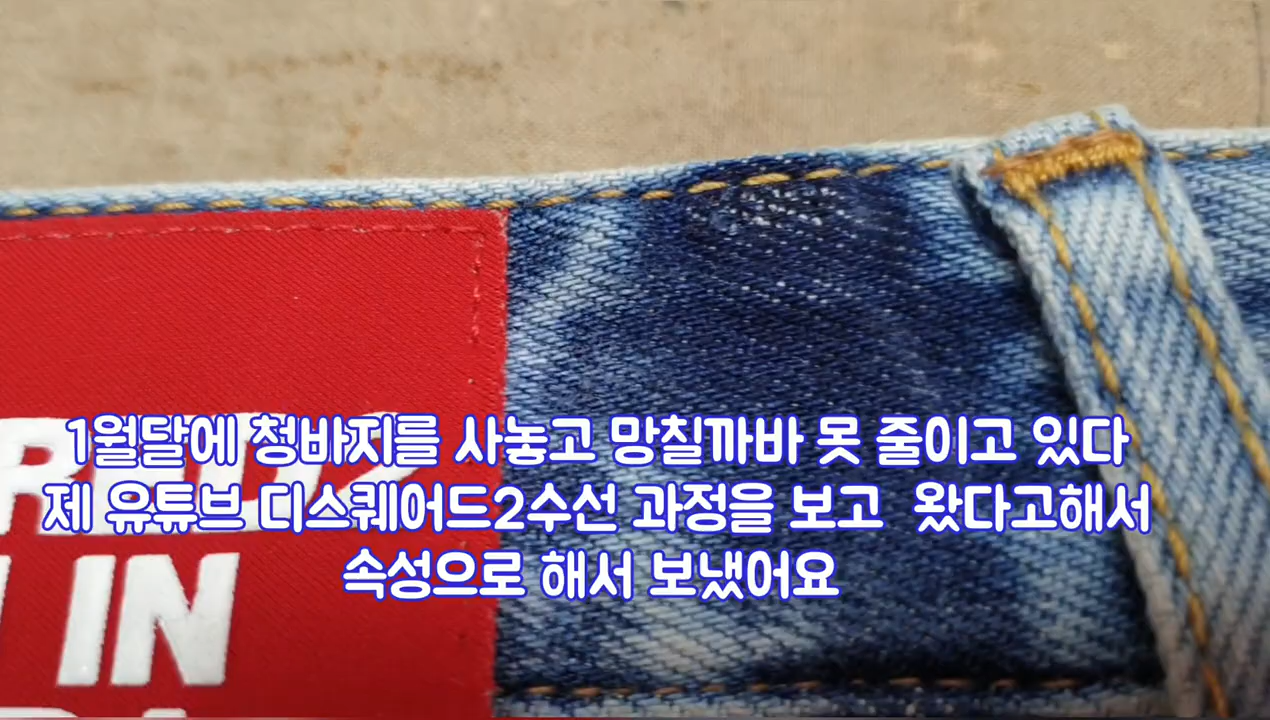 1월달에 청바지를 사놓고 망칠까바 못 줄이고 있다
제 유튜브 디스퀘어드2수선 과정을 보고 왔다고해서
속성으로 해서 보냈어요
IN